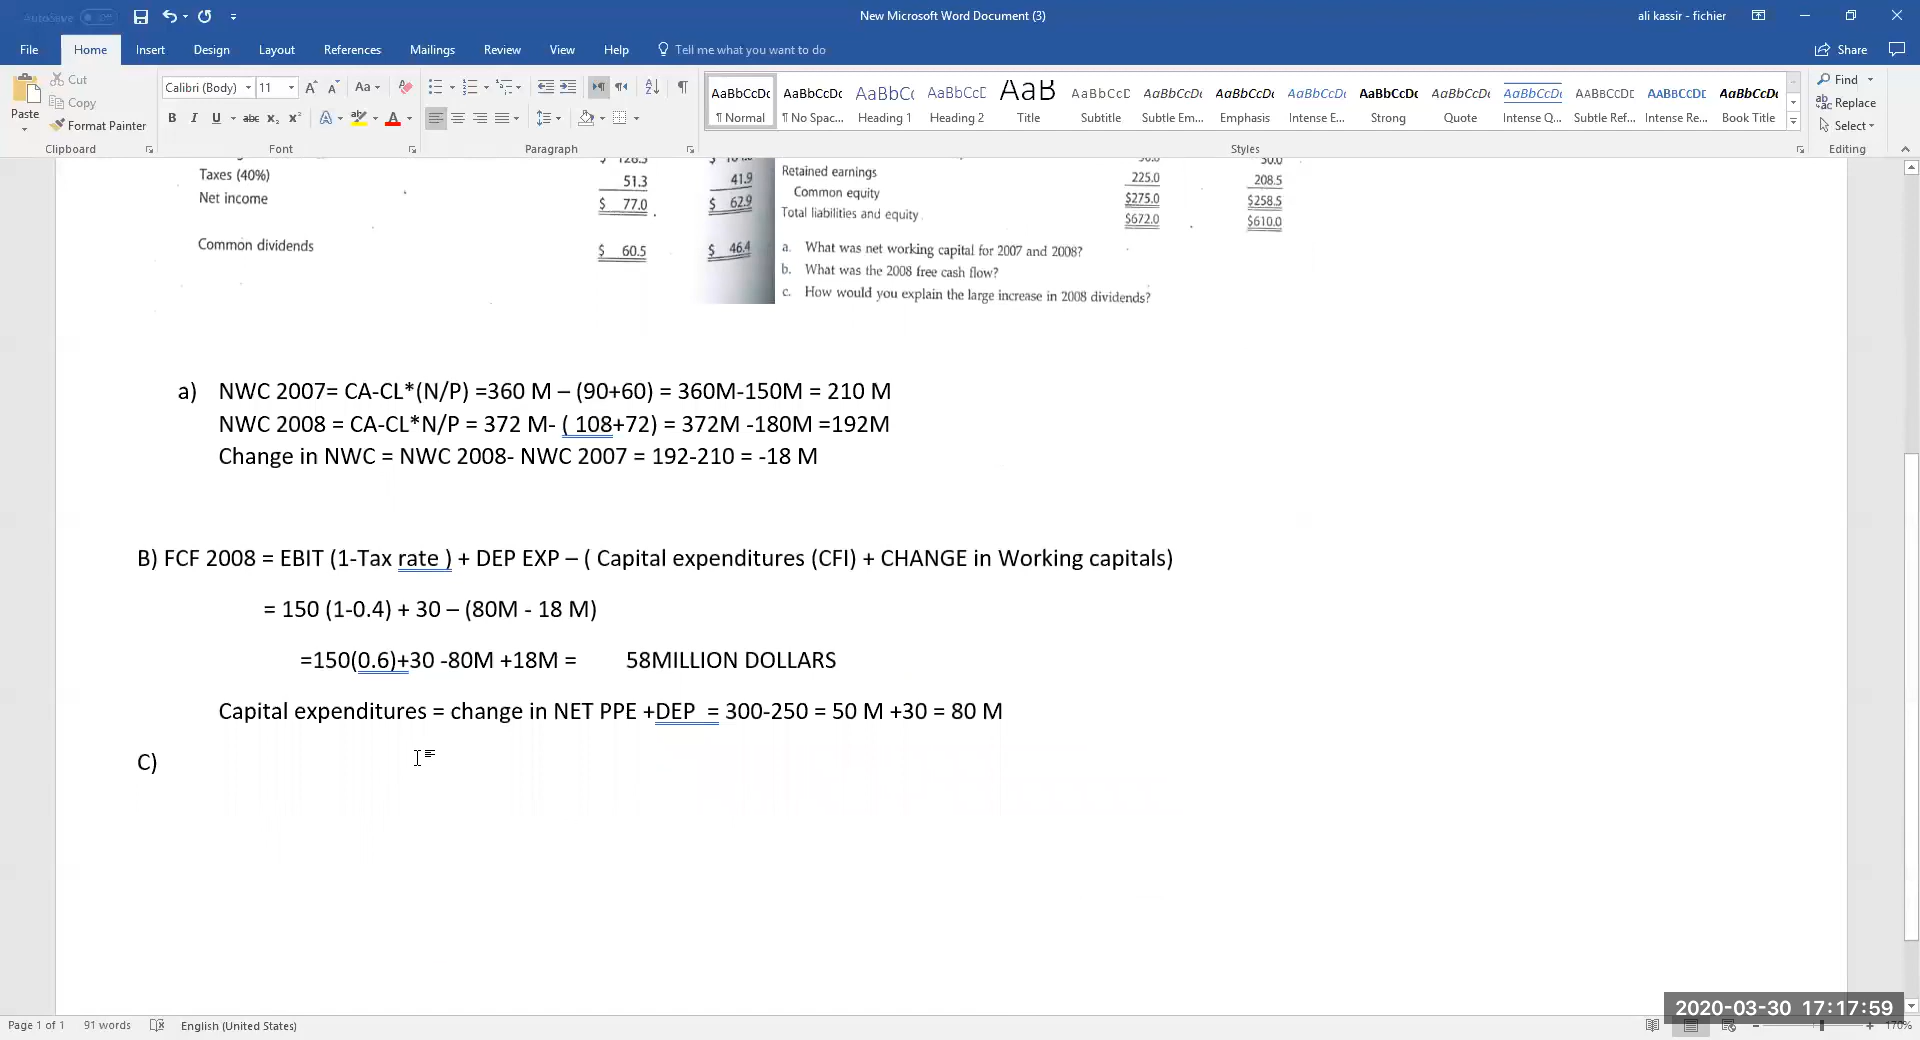 AutoSave Off
New Microsoft Word Document (3)
ali kassir - fichier
File Home Insert Design Layout References Mailings Review View Help Tell me what you want to do Share
Paste
Cut
Copy
Format Painter
Clipboard
Calibri (Body) 11
Font
Paragraph
AaBbCcDc AaBbCcDc AaBbCc AaBbCcD AaB AaBbCcD AaBbCcDc AaBbCcDc AaBbCcDc AaBbCcDc AaBbCcDc AaBbCcDc AABBCCDD AABBCCDE AaBbCcDc
¶ Normal ¶ No Spac... Heading 1 Heading 2 Title Subtitle Subtle Em... Emphasis Intense E... Strong Quote Intense Q... Subtle Ref... Intense Re... Book Title
Styles
Find
Replace
Select
Editing
Taxes (40%) 51.3 41.9
Net income $ 77.0 $ 62.9
Common dividends $ 60.5 $ 46.4
Retained earnings 225.0 208.5
Common equity $275.0 $258.5
Total liabilities and equity $672.0 $610.0
a. What was net working capital for 2007 and 2008?
b. What was the 2008 free cash flow?
c. How would you explain the large increase in 2008 dividends?
a) NWC 2007= CA-CL*(N/P) =360 M – (90+60) = 360M-150M = 210 M
NWC 2008 = CA-CL*N/P = 372 M- ( 108+72) = 372M -180M =192M
Change in NWC = NWC 2008- NWC 2007 = 192-210 = -18 M
B) FCF 2008 = EBIT (1-Tax rate ) + DEP EXP – ( Capital expenditures (CFI) + CHANGE in Working capitals)
= 150 (1-0.4) + 30 – (80M - 18 M)
=150(0.6)+30 -80M +18M = 58MILLION DOLLARS
Capital expenditures = change in NET PPE +DEP = 300-250 = 50 M +30 = 80 M
C)
2020-03-30 17:17:59
Page 1 of 1 91 words English (United States) 170%